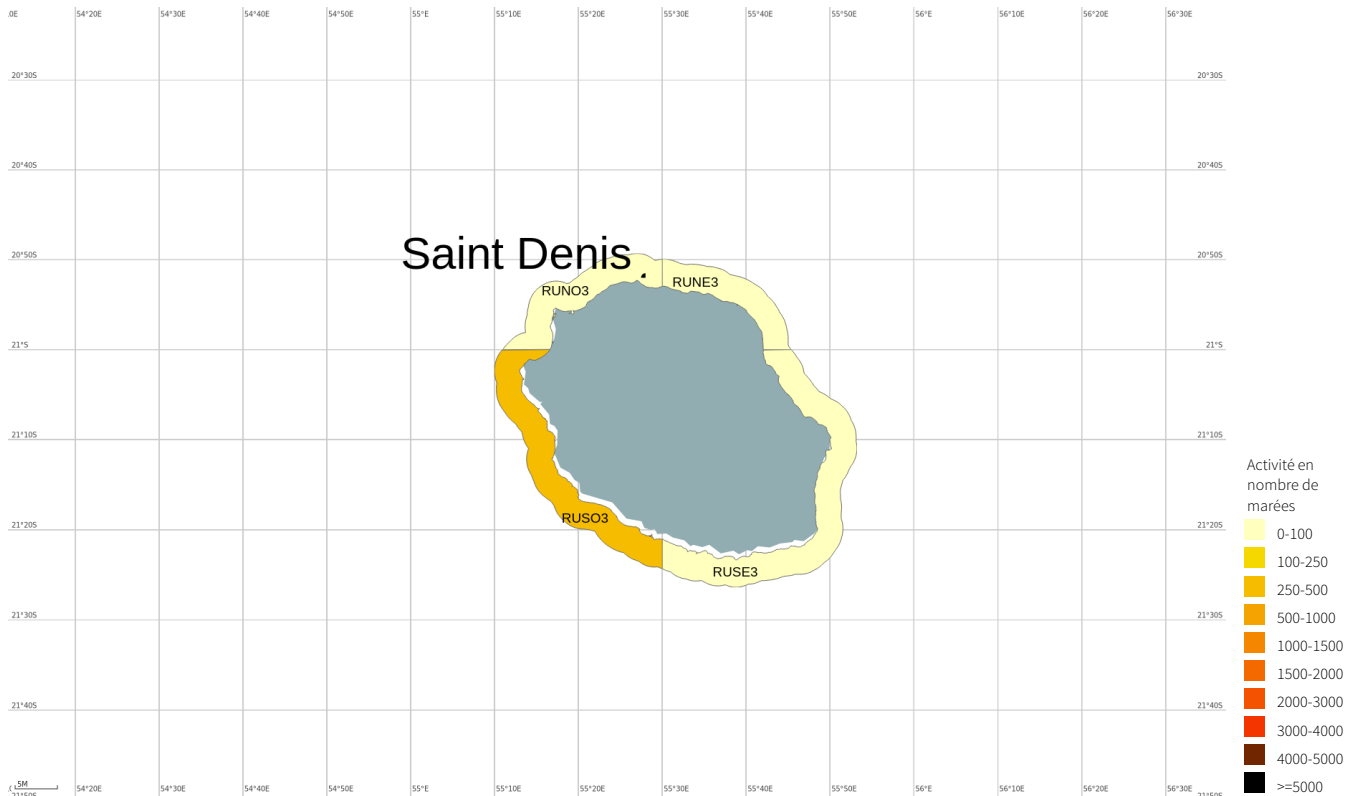 .0E 54°20E 54°30E 54°40E 54°50E 55°E 55°10E 55°20E 55°30E 55°40E 55°50E 56°E 56°10E 56°20E 56°30E
20°30S 20°30S
20°40S 20°40S
Saint Denis
20°50S 20°50S
RUNO3 RUNE3
21°S 21°S
21°10S 21°10S
Activité en
nombre de
marées
RUSO3
21°20S 21°20S
0-100
100-250
RUSE3
250-500
21°30S 21°30S
500-1000
1000-1500
1500-2000
21°40S 21°40S
2000-3000
3000-4000
4000-5000
5M
54°20E 54°30E 54°40E 54°50E 55°E 55°10E 55°20E 55°30E 55°40E 55°50E 56°E 56°10E 56°20E 56°30E
>=5000
21°50S 21°50S